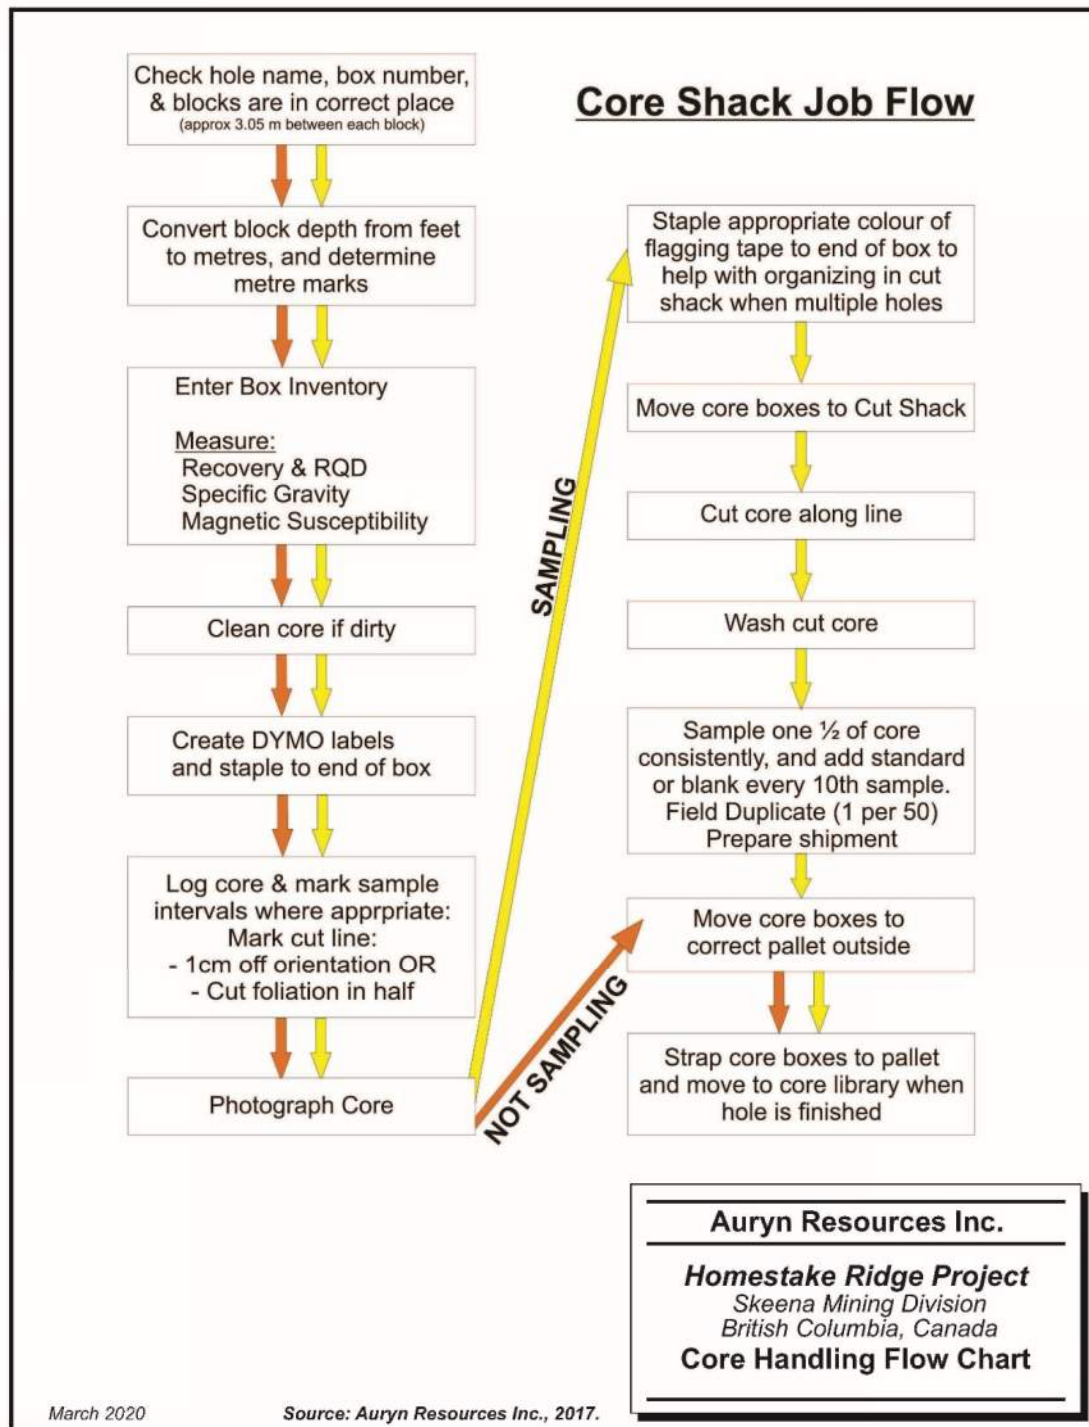 Core Shack Job Flow
Check hole name, box number,
& blocks are in correct place
(approx 3.05 m between each block)
Convert block depth from feet
to metres, and determine
metre marks
Enter Box Inventory
Measure:
Recovery & RQD
Specific Gravity
Magnetic Susceptibility
Clean core if dirty
Create DYMO labels
and staple to end of box
Log core & mark sample
intervals where apprpriate:
Mark cut line:
- 1cm off orientation OR
- Cut foliation in half
Photograph Core
SAMPLING
NOT SAMPLING
Staple appropriate colour of
flagging tape to end of box to
help with organizing in cut
shack when multiple holes
Move core boxes to Cut Shack
Cut core along line
Wash cut core
Sample one ½ of core
consistently, and add standard
or blank every 10th sample.
Field Duplicate (1 per 50)
Prepare shipment
Move core boxes to
correct pallet outside
Strap core boxes to pallet
and move to core library when
hole is finished
Auryn Resources Inc.
Homestake Ridge Project
Skeena Mining Division
British Columbia, Canada
Core Handling Flow Chart
March 2020
Source: Auryn Resources Inc., 2017.